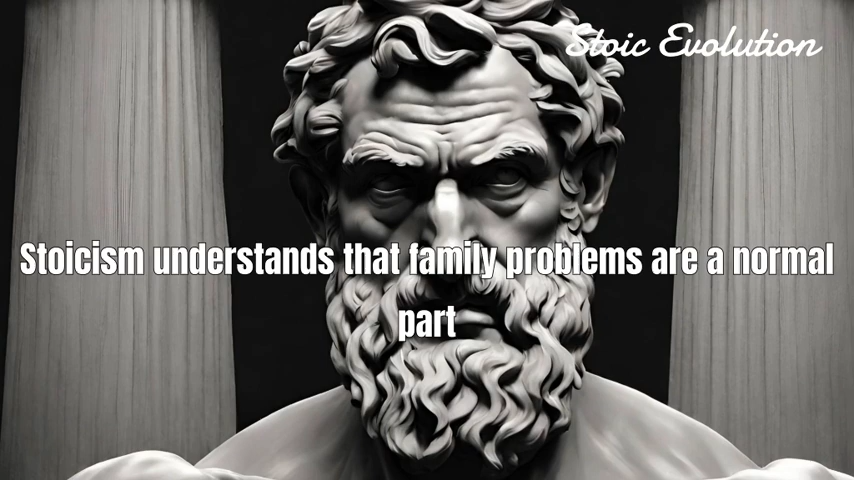 Stoic Evolution
Stoicism understands that family problems are a normal
part